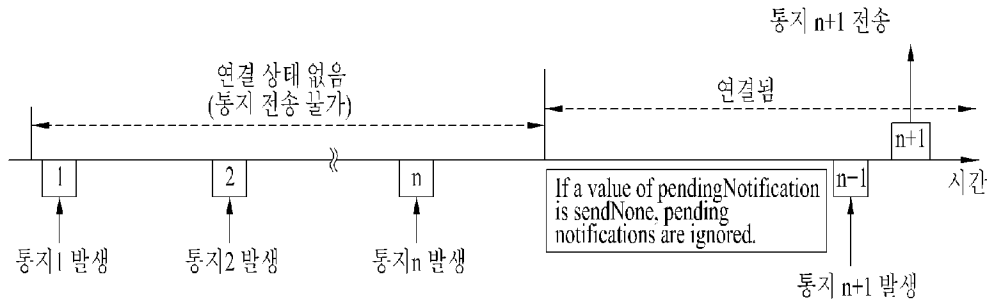 통지 n+1 전송
연결 상태 없음
(통지 전송 꿀가)
연결됨
n+1
1
2
n
n-1
시간
If a value of pendingNotification
is sendNone, pending
notifications are ignored.
통지1 발생
통지2 발생
통지n 발생
통지 n+1 발생